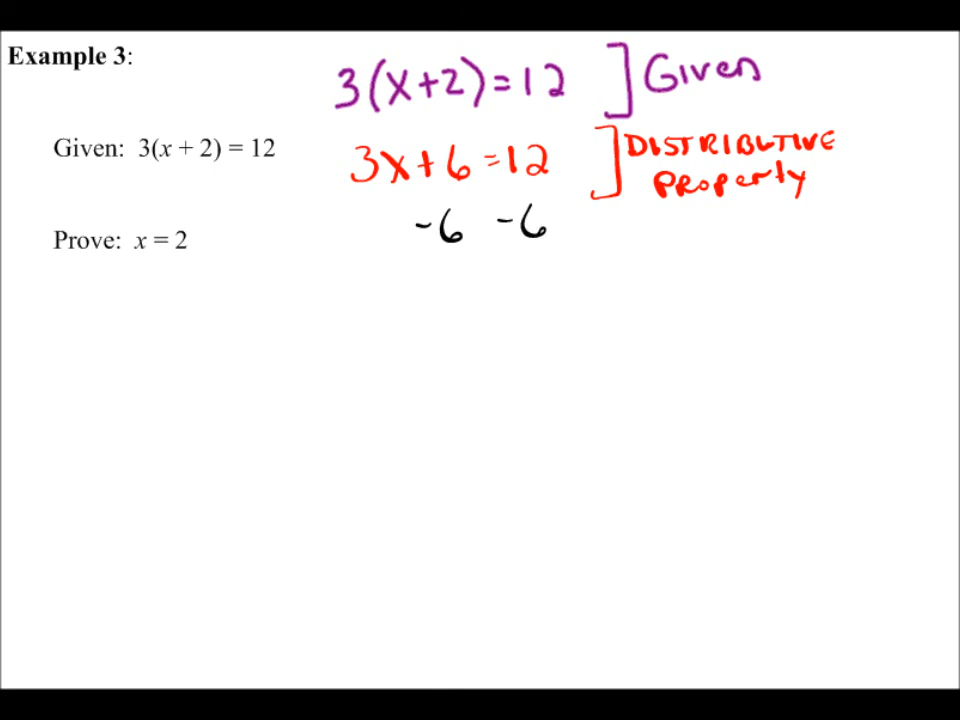 Example 3:
3(x+2)=12 ] Given
Given: 3(x + 2) = 12
3x+6=12 ] DISTRIBUTIVE
Property
-6 -6
Prove: x = 2